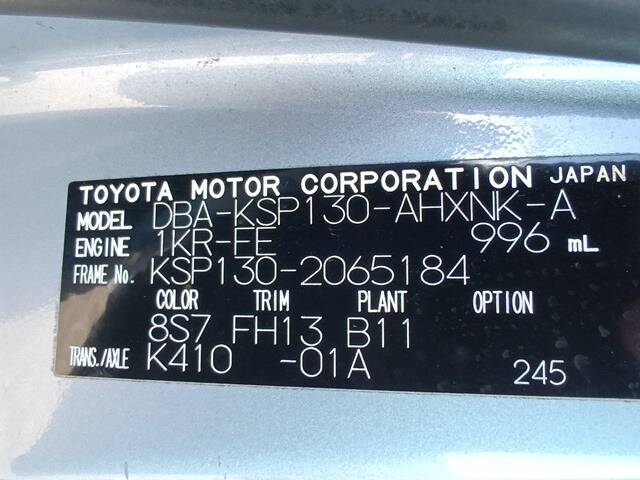 TOYOTA MOTOR CORPORATION JAPAN
MODEL DBA-KSP130-AHXNK-A
ENGINE 1KR-FE 996 mL
FRAME No. KSP130-2065184
COLOR TRIM PLANT OPTION
8S7 FH13 B11
TRANS./AXLE K410 -01A 245